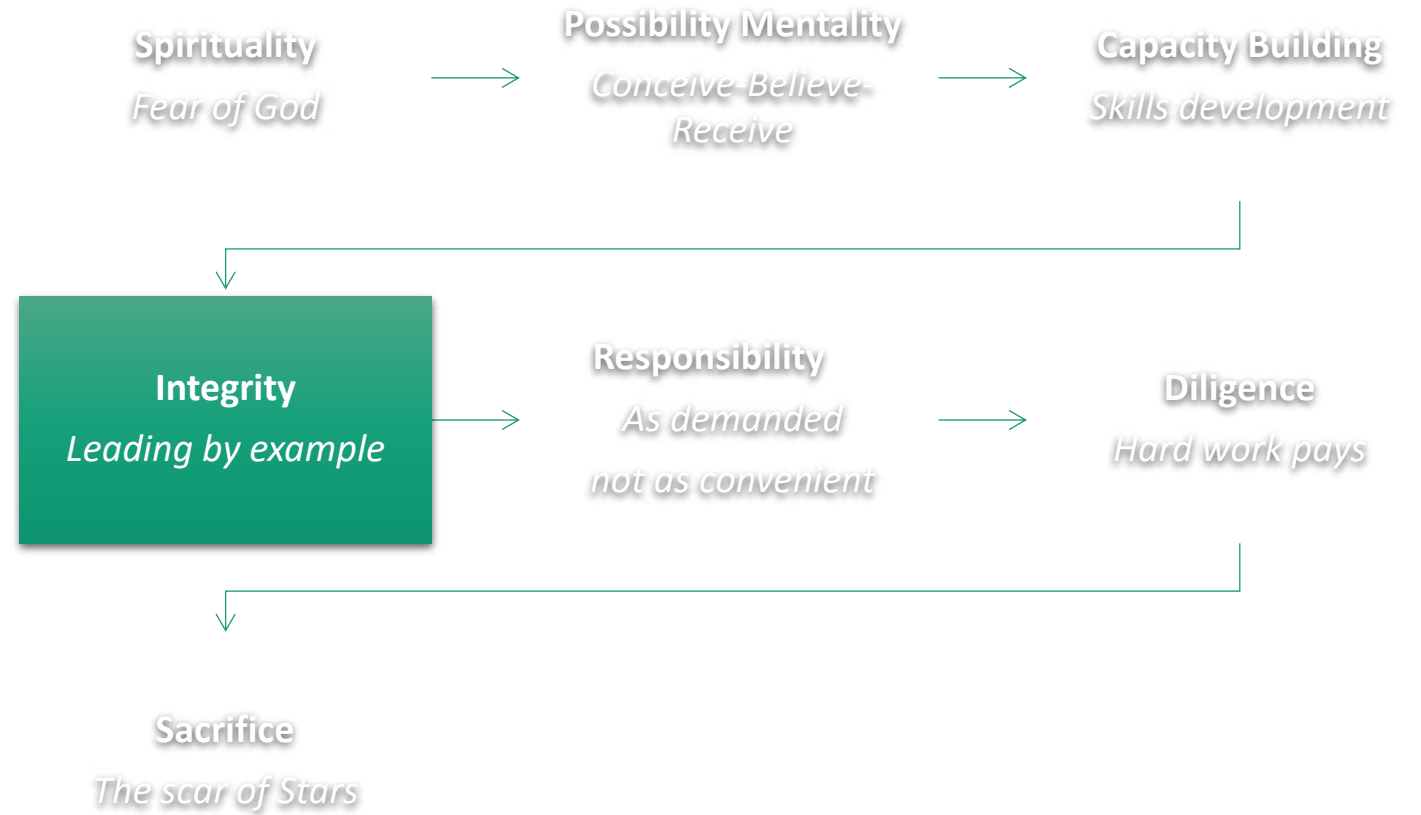 Spirituality
Fear of God
Possibility Mentality
Conceive-Believe-
Receive
Capacity Building
Skills development
Integrity
Leading by example
Responsibility
As demanded
not as convenient
Diligence
Hard work pays
Sacrifice
The scar of Stars